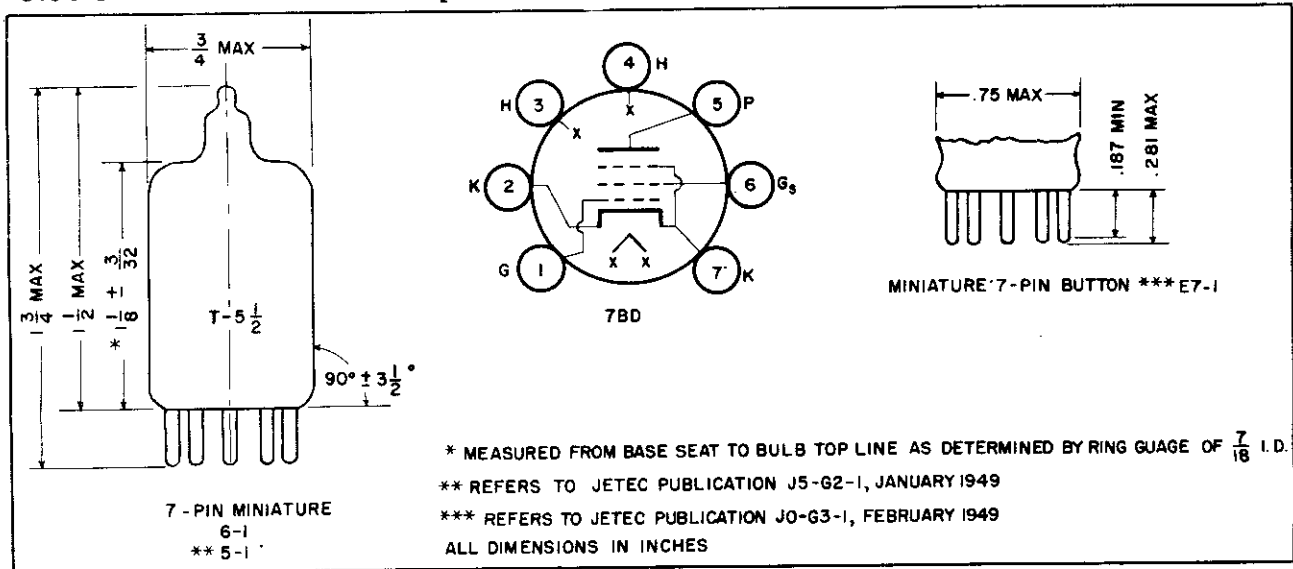 3/4 MAX
1 3/4 MAX
1 1/2 MAX
* 1 1/8 ± 3/32
T-5 1/2
90° ± 3 1/2°
7-PIN MINIATURE
6-1
** 5-1
4 H
H 3
5 P
K 2
6 Gs
G 1
7 K
X
X
X X
7BD
.75 MAX
.187 MIN
.281 MAX
MINIATURE 7-PIN BUTTON *** E7-1
* MEASURED FROM BASE SEAT TO BULB TOP LINE AS DETERMINED BY RING GUAGE OF 7/18 I.D.
** REFERS TO JETEC PUBLICATION J5-G2-1, JANUARY 1949
*** REFERS TO JETEC PUBLICATION JO-G3-1, FEBRUARY 1949
ALL DIMENSIONS IN INCHES